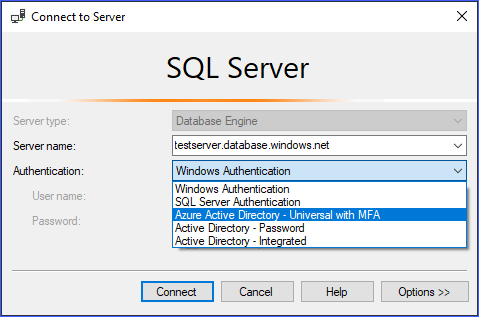 Connect to Server
SQL Server
Server type: Database Engine
Server name: testserver.database.windows.net
Authentication: Windows Authentication
Windows Authentication
User name: SQL Server Authentication
Azure Active Directory - Universal with MFA
Password: Active Directory - Password
Active Directory - Integrated
Connect Cancel Help Options >>